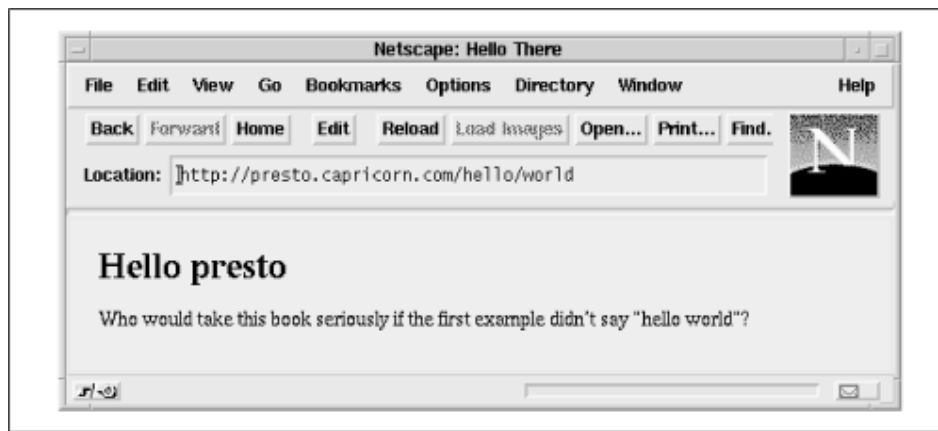 Netscape: Hello There
File Edit View Go Bookmarks Options Directory Window Help
Back Forward Home Edit Reload Load Images Open... Print... Find.
N
Location: http://presto.capricorn.com/hello/world
Hello presto
Who would take this book seriously if the first example didn't say "hello world"?